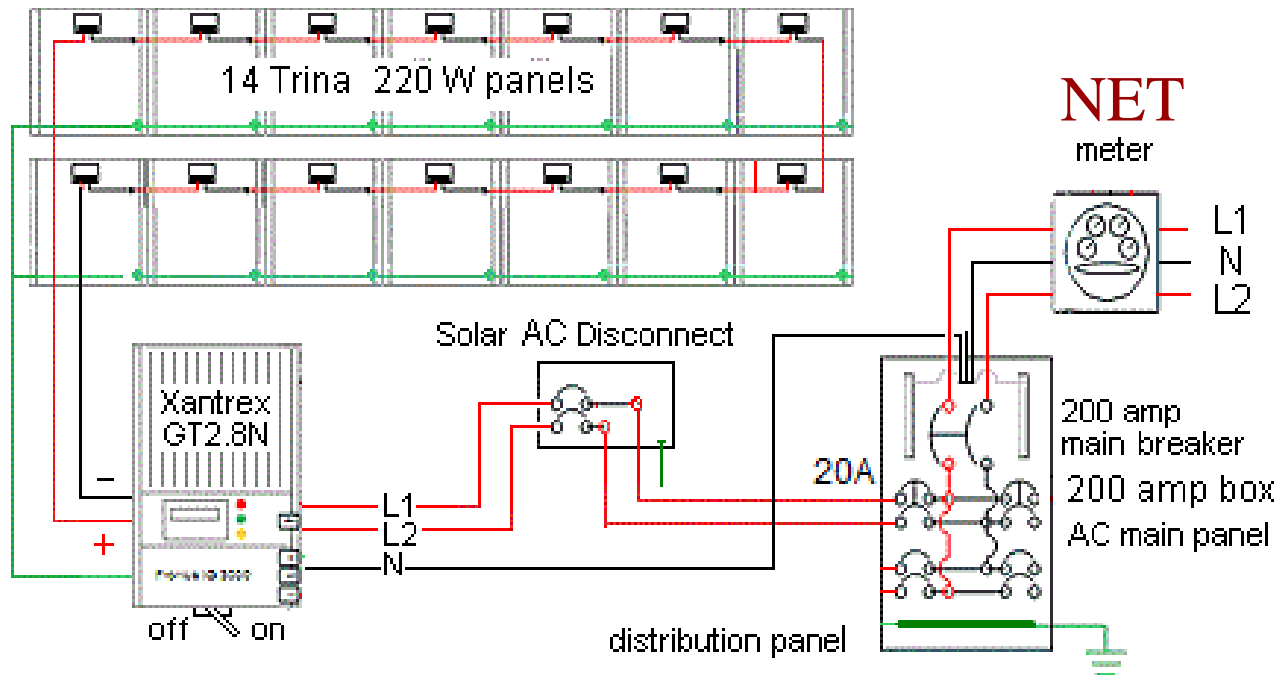 14 Trina 220 W panels
NET
meter
L1
N
L2
Solar AC Disconnect
Xantrex
GT2.8N
–
+
L1
L2
N
20A
200 amp
main breaker
200 amp box
AC main panel
off on
distribution panel